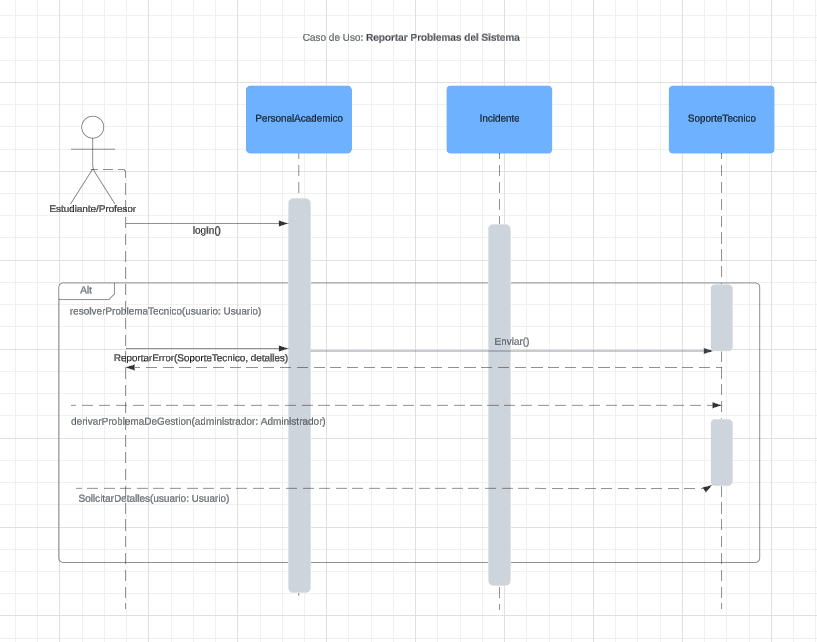 Caso de Uso: Reportar Problemas del Sistema
PersonalAcademico
Incidente
SoporteTecnico
Estudiante/Profesor
logIn()
Alt
resolverProblemaTecnico(usuario: Usuario)
Enviar()
ReportarError(SoporteTecnico, detalles)
derivarProblemaDeGestion(administrador: Administrador)
SolicitarDetalles(usuario: Usuario)